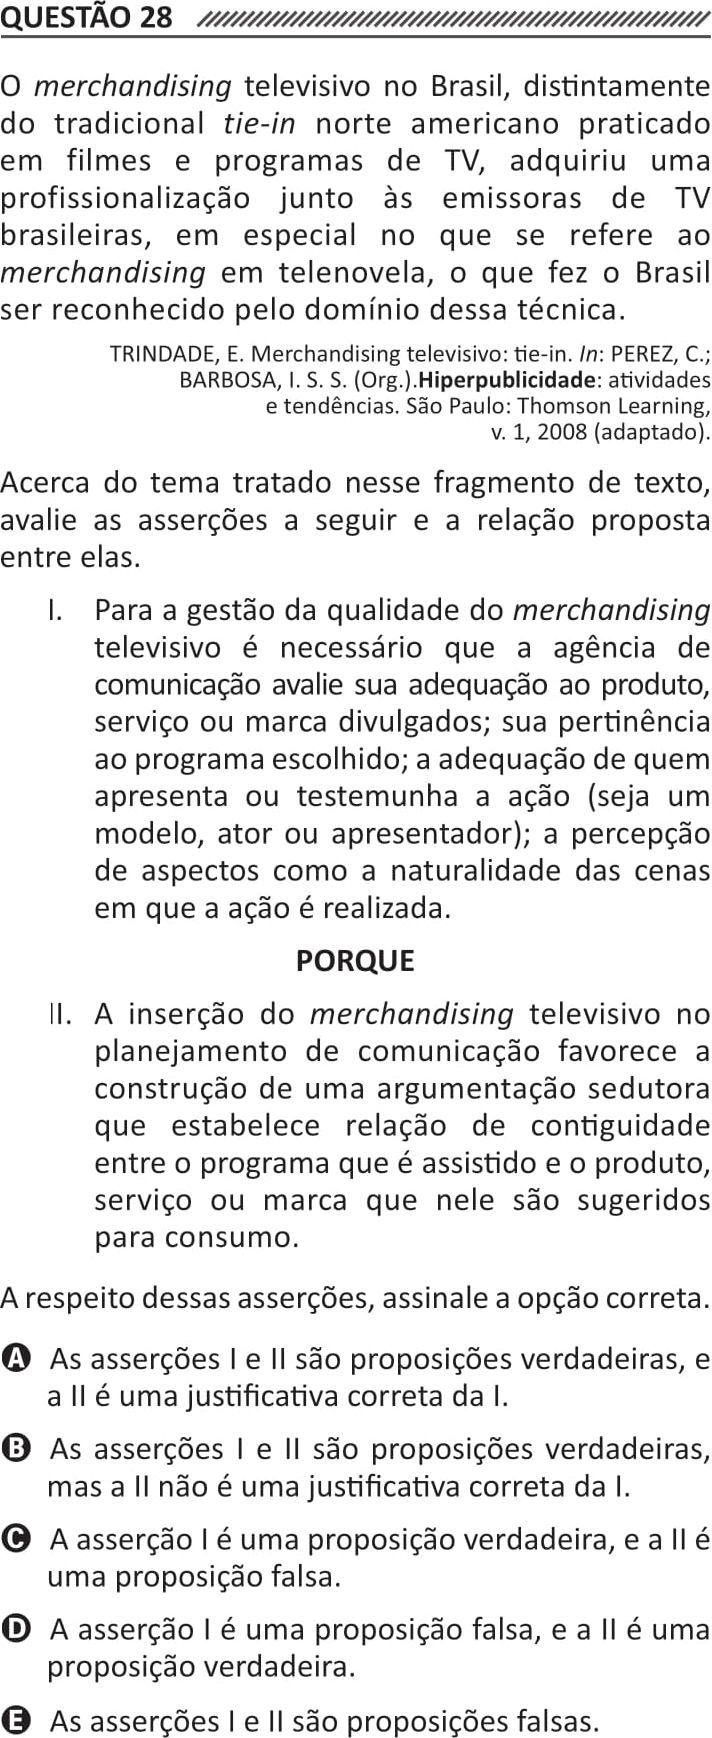 QUESTÃO 28
O merchandising televisivo no Brasil, distintamente
do tradicional tie-in norte americano praticado
em filmes e programas de TV, adquiriu uma
profissionalização junto às emissoras de TV
brasileiras, em especial no que se refere ao
merchandising em telenovela, o que fez o Brasil
ser reconhecido pelo domínio dessa técnica.
TRINDADE, E. Merchandising televisivo: tie-in. In: PEREZ, C.;
BARBOSA, I. S. S. (Org.).Hiperpublicidade: atividades
e tendências. São Paulo: Thomson Learning,
v. 1, 2008 (adaptado).
Acerca do tema tratado nesse fragmento de texto,
avalie as asserções a seguir e a relação proposta
entre elas.
I. Para a gestão da qualidade do merchandising
televisivo é necessário que a agência de
comunicação avalie sua adequação ao produto,
serviço ou marca divulgados; sua pertinência
ao programa escolhido; a adequação de quem
apresenta ou testemunha a ação (seja um
modelo, ator ou apresentador); a percepção
de aspectos como a naturalidade das cenas
em que a ação é realizada.
PORQUE
II. A inserção do merchandising televisivo no
planejamento de comunicação favorece a
construção de uma argumentação sedutora
que estabelece relação de contiguidade
entre o programa que é assistido e o produto,
serviço ou marca que nele são sugeridos
para consumo.
A respeito dessas asserções, assinale a opção correta.
A As asserções I e II são proposições verdadeiras, e
a II é uma justificativa correta da I.
B As asserções I e II são proposições verdadeiras,
mas a II não é uma justificativa correta da I.
C A asserção I é uma proposição verdadeira, e a II é
uma proposição falsa.
D A asserção I é uma proposição falsa, e a II é uma
proposição verdadeira.
E As asserções I e II são proposições falsas.